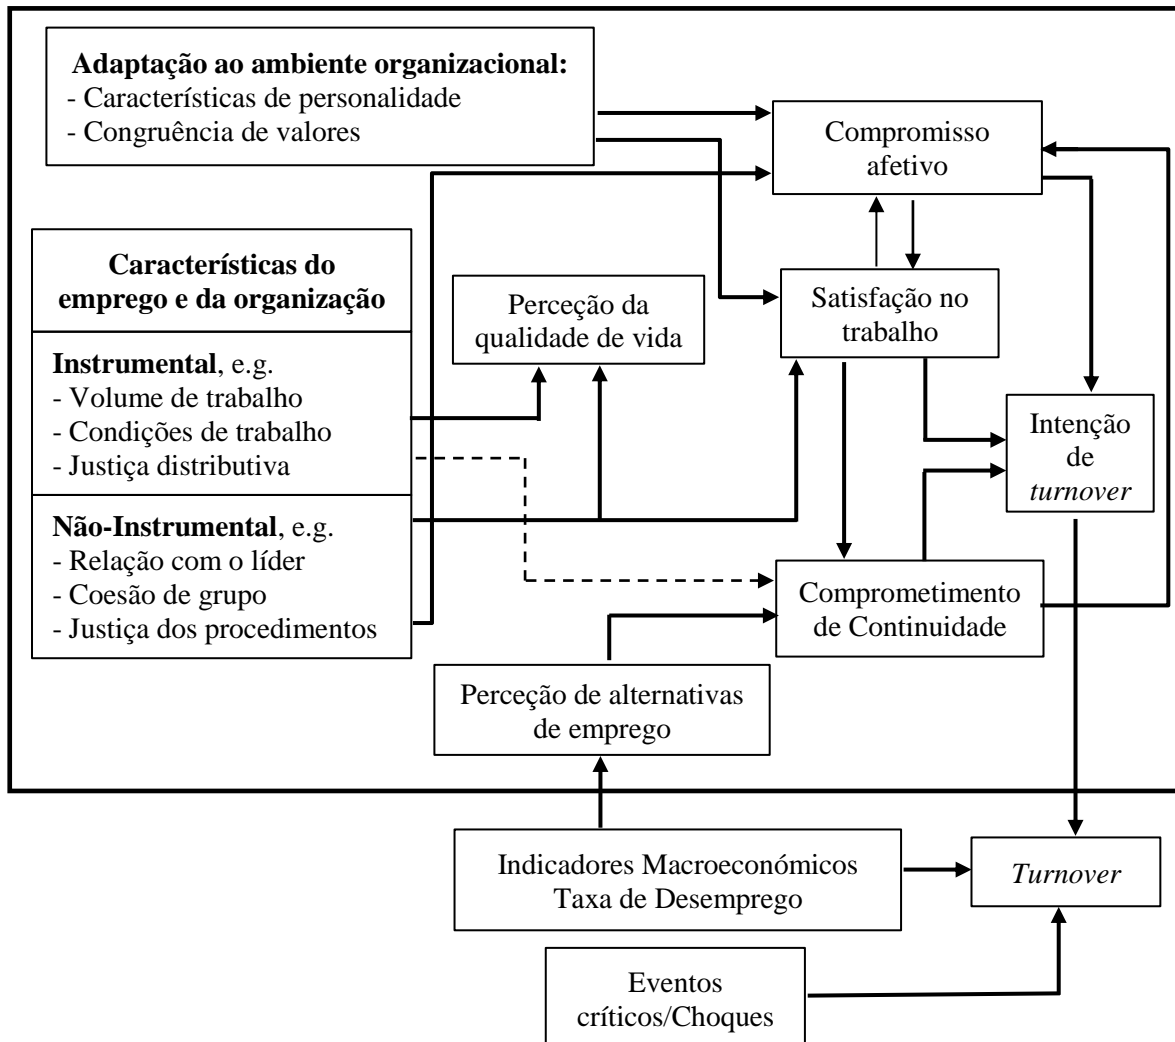 Adaptação ao ambiente organizacional:
- Características de personalidade
- Congruência de valores
Compromisso
afetivo
Características do
emprego e da organização
Instrumental, e.g.
- Volume de trabalho
- Condições de trabalho
- Justiça distributiva
Não-Instrumental, e.g.
- Relação com o líder
- Coesão de grupo
- Justiça dos procedimentos
Perceção da
qualidade de vida
Satisfação no
trabalho
Intenção
de
turnover
Comprometimento
de Continuidade
Perceção de alternativas
de emprego
Indicadores Macroeconómicos
Taxa de Desemprego
Turnover
Eventos
críticos/Choques